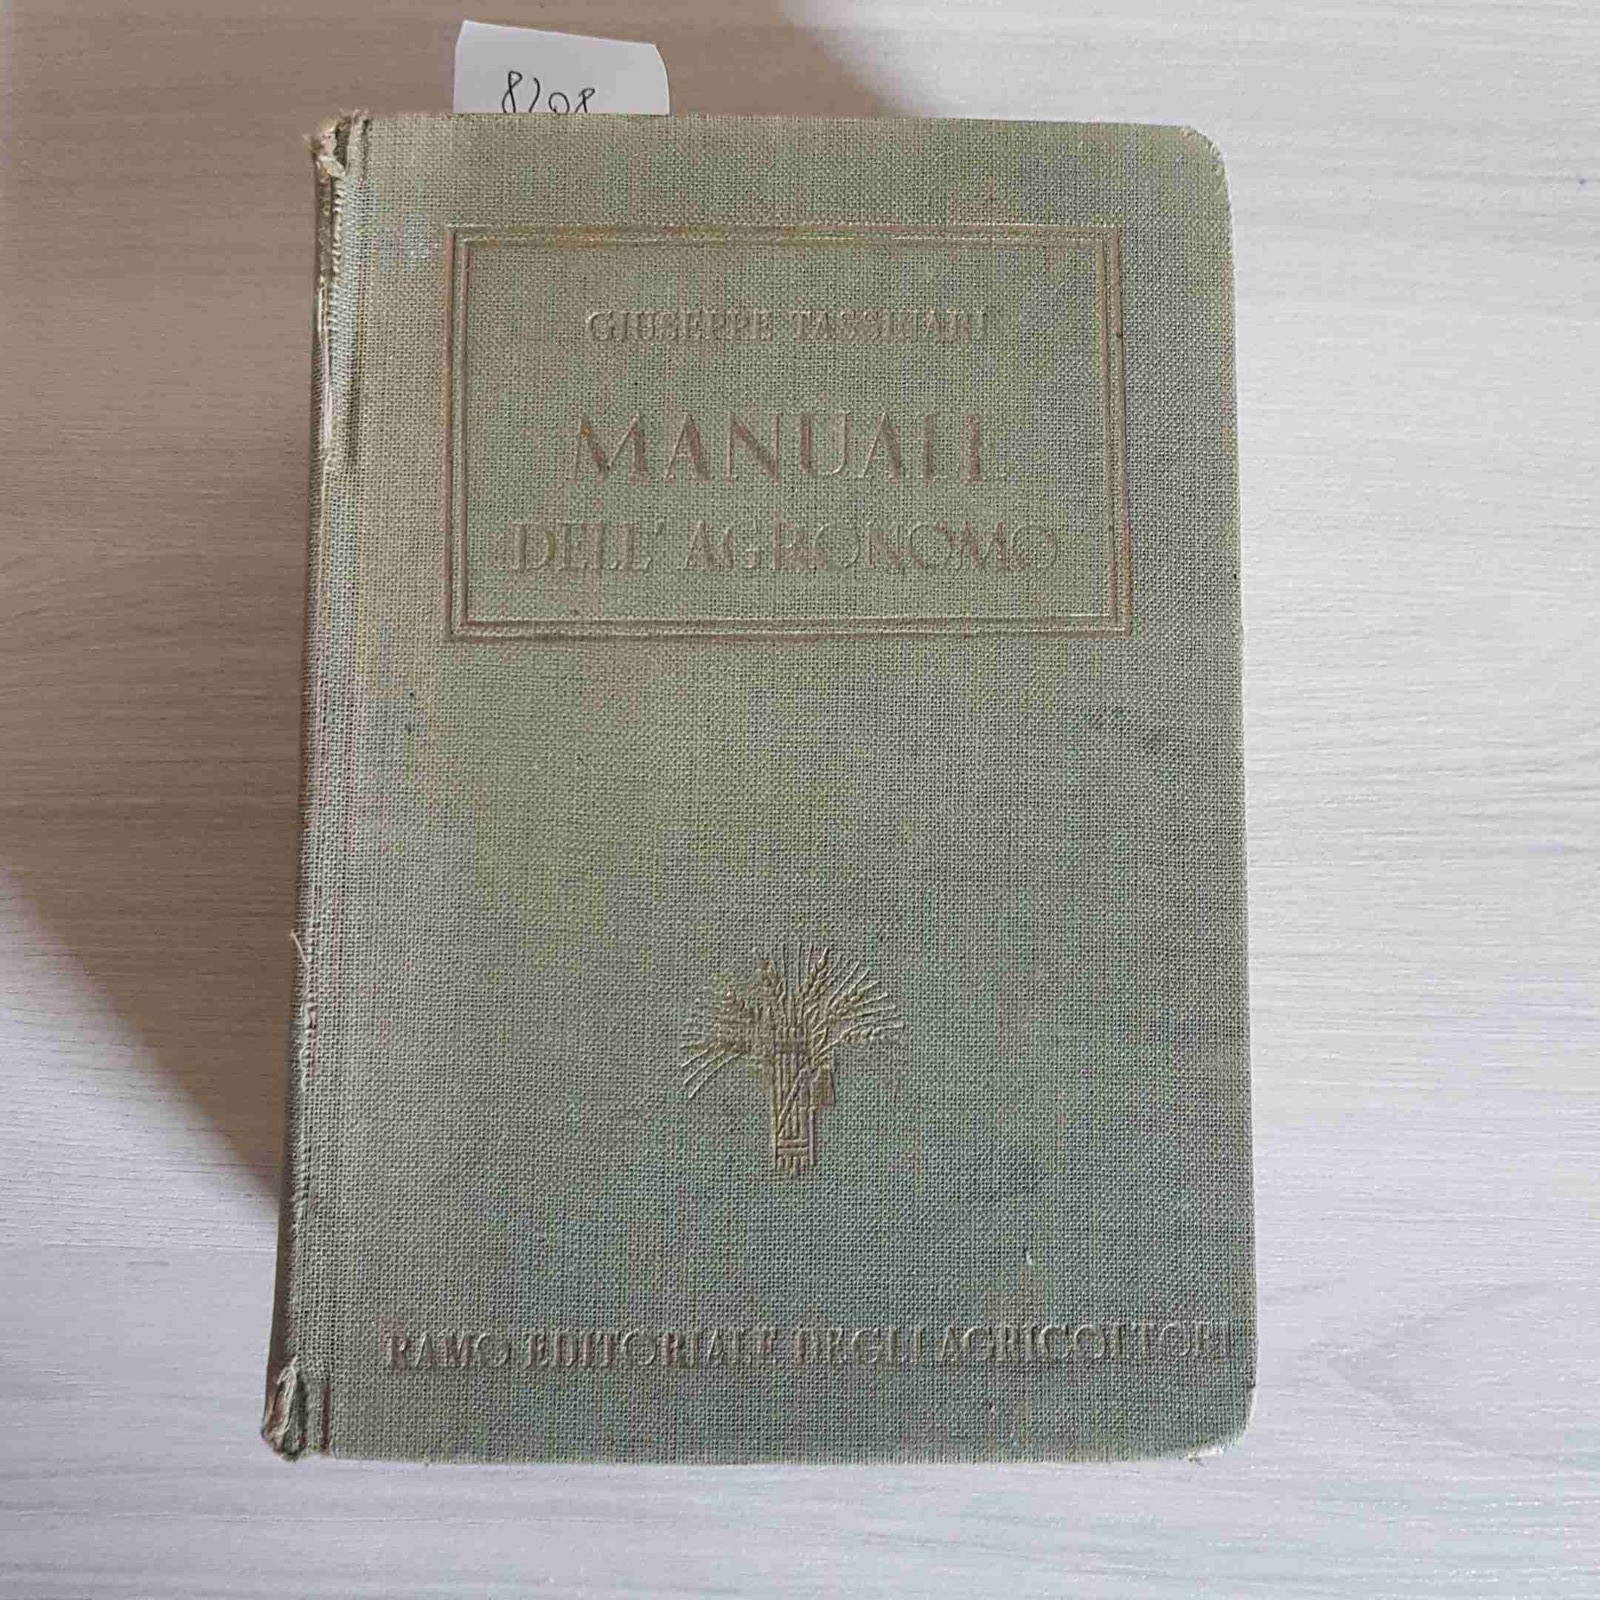 8208
GIUSEPPE TASSINARI
MANUALE
DELL' AGRONOMO
RAMO EDITORIALE DEGLI AGRICOLTORI